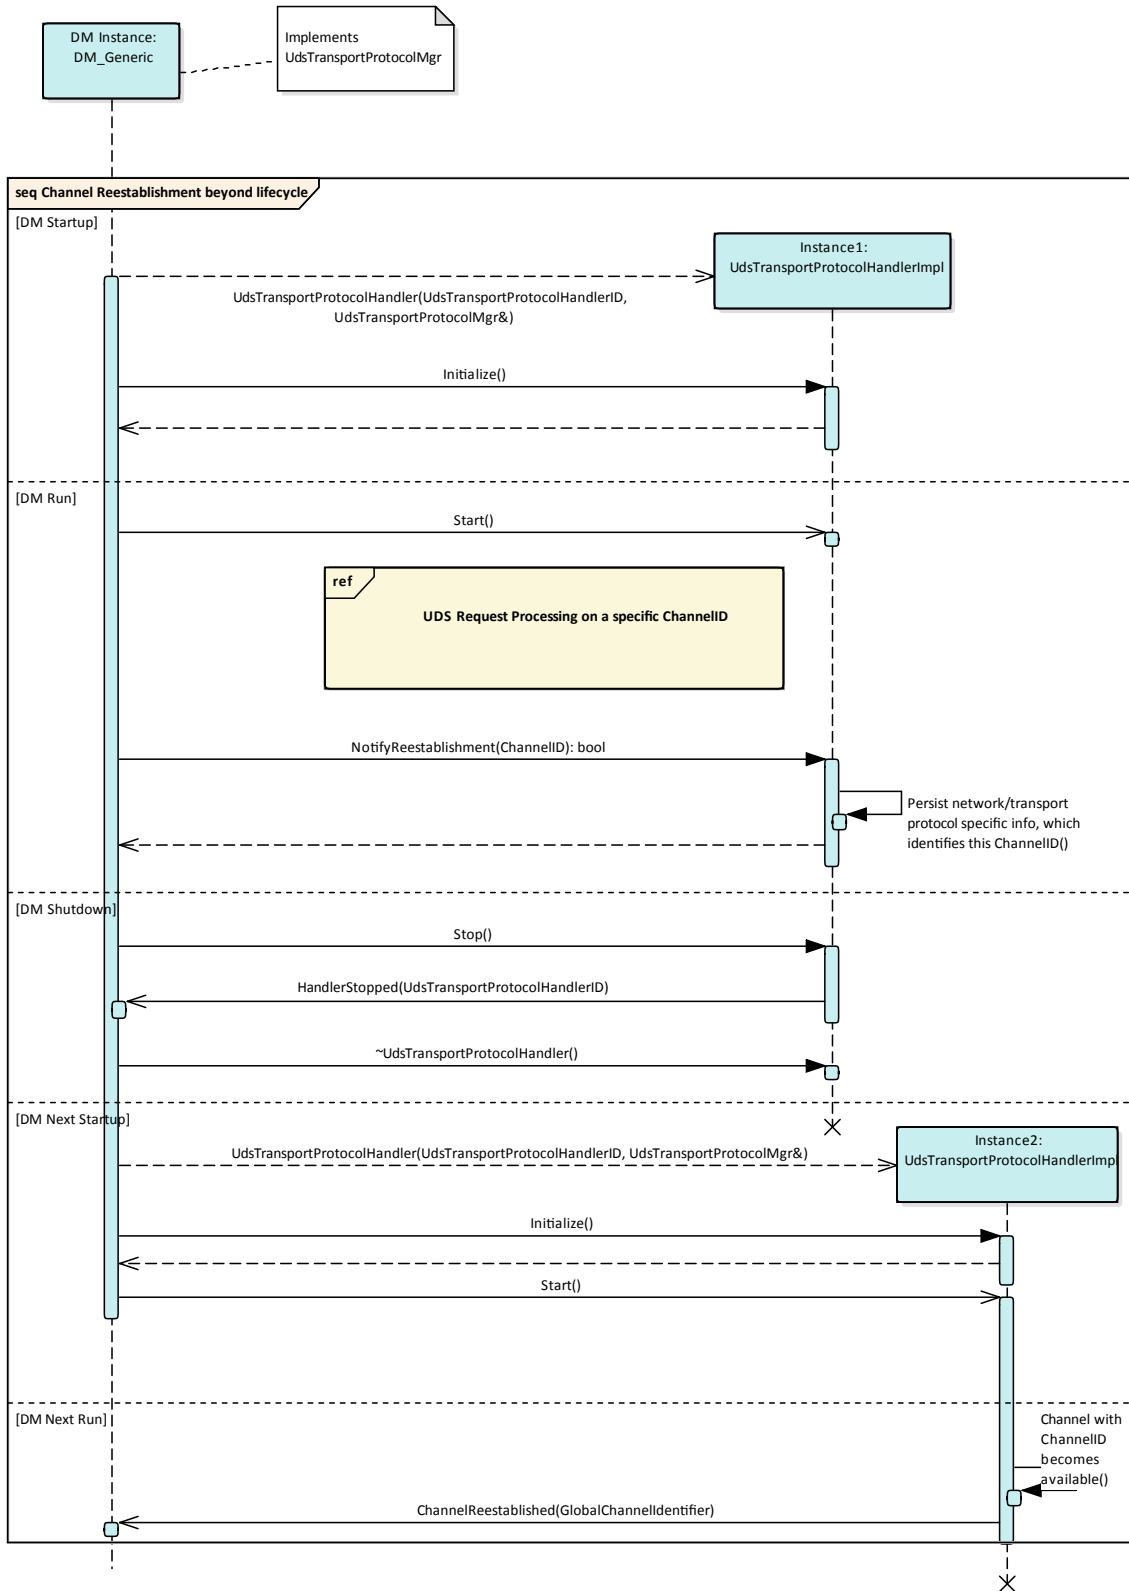 DM Instance:
DM_Generic
Implements
UdsTransportProtocolMgr
seq Channel Reestablishment beyond lifecycle
[DM Startup]
Instance1:
UdsTransportProtocolHandlerImpl
UdsTransportProtocolHandler(UdsTransportProtocolHandlerID,
UdsTransportProtocolMgr&)
Initialize()
[DM Run]
Start()
ref
UDS Request Processing on a specific ChannelID
NotifyReestablishment(ChannelID): bool
Persist network/transport
protocol specific info, which
identifies this ChannelID()
[DM Shutdown]
Stop()
HandlerStopped(UdsTransportProtocolHandlerID)
~UdsTransportProtocolHandler()
[DM Next Startup]
Instance2:
UdsTransportProtocolHandlerImpl
UdsTransportProtocolHandler(UdsTransportProtocolHandlerID, UdsTransportProtocolMgr&)
Initialize()
Start()
[DM Next Run]
Channel with
ChannelID
becomes
available()
ChannelReestablished(GlobalChannelIdentifier)